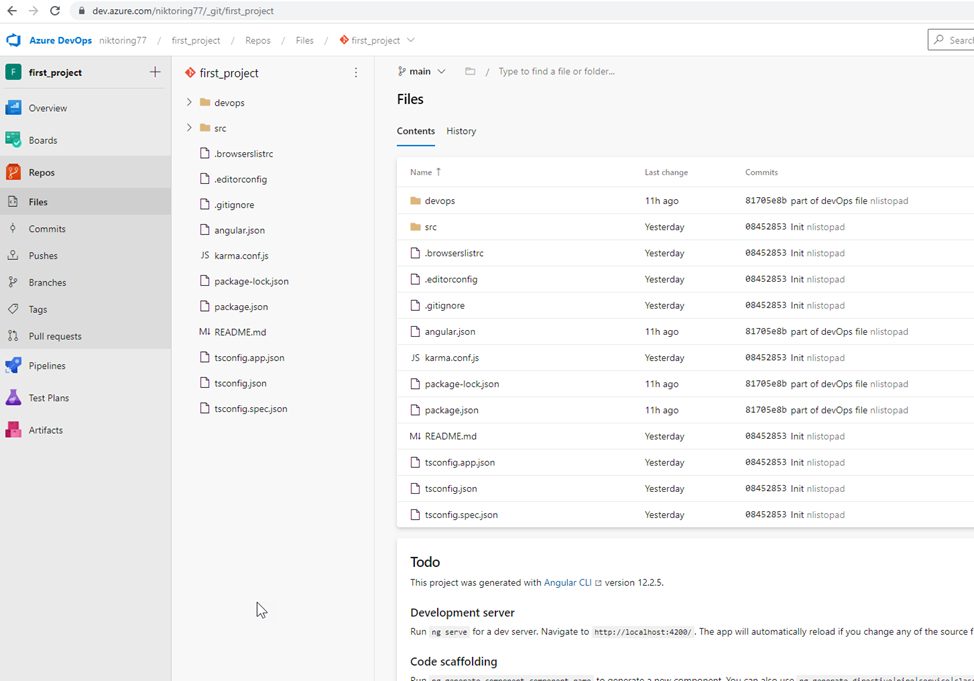 dev.azure.com/niktoring77/_git/first_project
Azure DevOps niktoring77 / first_project / Repos / Files / first_project
Search
F first_project
Overview
Boards
Repos
Files
Commits
Pushes
Branches
Tags
Pull requests
Pipelines
Test Plans
Artifacts
first_project
devops
src
.browserslistrc
.editorconfig
.gitignore
angular.json
JS karma.conf.js
package-lock.json
package.json
M↓ README.md
tsconfig.app.json
tsconfig.json
tsconfig.spec.json
main / Type to find a file or folder...
Files
Contents History
Name ↑ Last change Commits
devops 11h ago 81705e8b part of devOps file nlistopad
src Yesterday 08452853 Init nlistopad
.browserslistrc Yesterday 08452853 Init nlistopad
.editorconfig Yesterday 08452853 Init nlistopad
.gitignore Yesterday 08452853 Init nlistopad
angular.json 11h ago 81705e8b part of devOps file nlistopad
JS karma.conf.js Yesterday 08452853 Init nlistopad
package-lock.json 11h ago 81705e8b part of devOps file nlistopad
package.json 11h ago 81705e8b part of devOps file nlistopad
M↓ README.md Yesterday 08452853 Init nlistopad
tsconfig.app.json Yesterday 08452853 Init nlistopad
tsconfig.json Yesterday 08452853 Init nlistopad
tsconfig.spec.json Yesterday 08452853 Init nlistopad
Todo
This project was generated with Angular CLI version 12.2.5.
Development server
Run ng serve for a dev server. Navigate to http://localhost:4200/. The app will automatically reload if you change any of the source f
Code scaffolding
Run ng generate component component-name to generate a new component. You can also use ng generate directive|pipe|service|clas